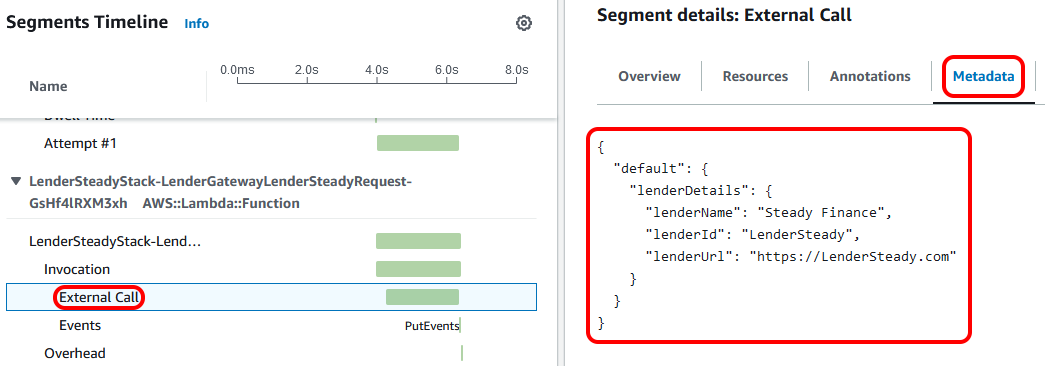 Segments Timeline Info
Name
0.0ms 2.0s 4.0s 6.0s 8.0s
Dwell Time
Attempt #1
LenderSteadyStack-LenderGatewayLenderSteadyRequest-
GsHf4lRXM3xh AWS::Lambda::Function
LenderSteadyStack-Lend...
Invocation
External Call
Events PutEvents
Overhead
Segment details: External Call
Overview Resources Annotations Metadata
{
"default": {
"lenderDetails": {
"lenderName": "Steady Finance",
"lenderId": "LenderSteady",
"lenderUrl": "https://LenderSteady.com"
}
}
}